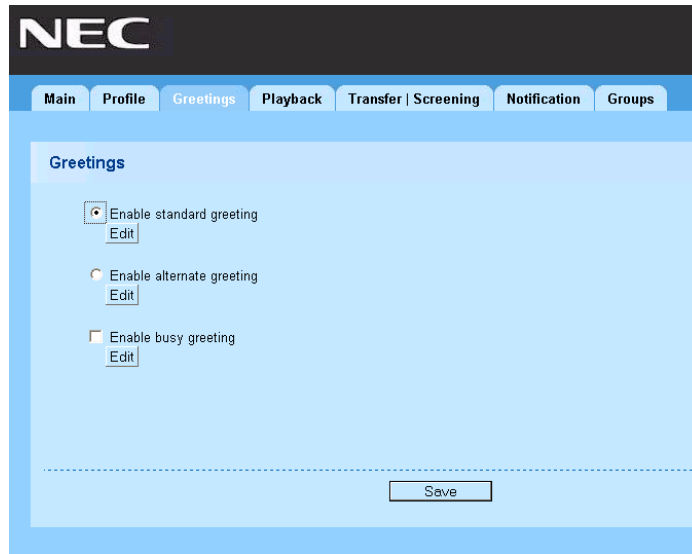 NEC
Main Profile Greetings Playback Transfer | Screening Notification Groups
Greetings
Enable standard greeting
Edit
Enable alternate greeting
Edit
Enable busy greeting
Edit
Save